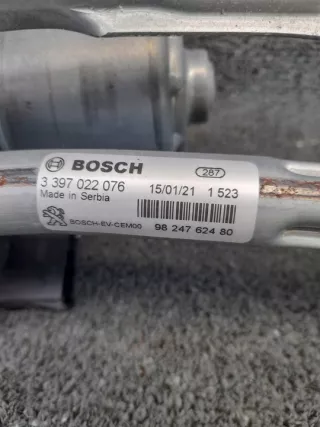 BOSCH 287
3 397 022 076 15/01/21 1 523
Made in Serbia
BOSCH-BV-CEM00
98 247 624 80